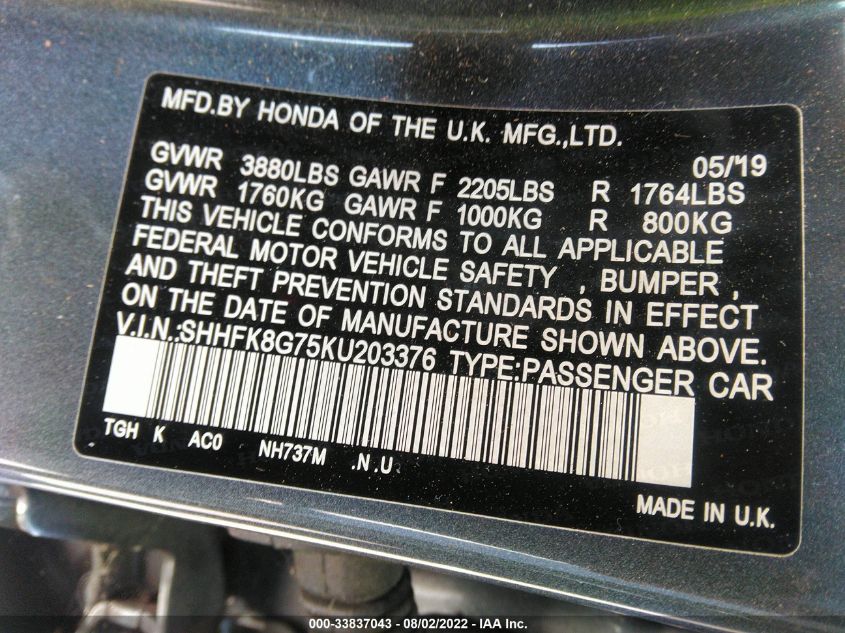 MFD.BY HONDA OF THE U.K. MFG.,LTD.
05/'19
GVWR 3880LBS GAWR F 2205LBS R 1764LBS
GVWR 1760KG GAWR F 1000KG R 800KG
THIS VEHICLE CONFORMS TO ALL APPLICABLE
FEDERAL MOTOR VEHICLE SAFETY , BUMPER ,
AND THEFT PREVENTION STANDARDS IN EFFECT
ON THE DATE OF MANUFACTURE SHOWN ABOVE.
V.I.N.:SHHFK8G75KU203376 TYPE:PASSENGER CAR
TGH K AC0 NH737M .N.U
MADE IN U.K.
000-33837043 - 08/02/2022 - IAA Inc.